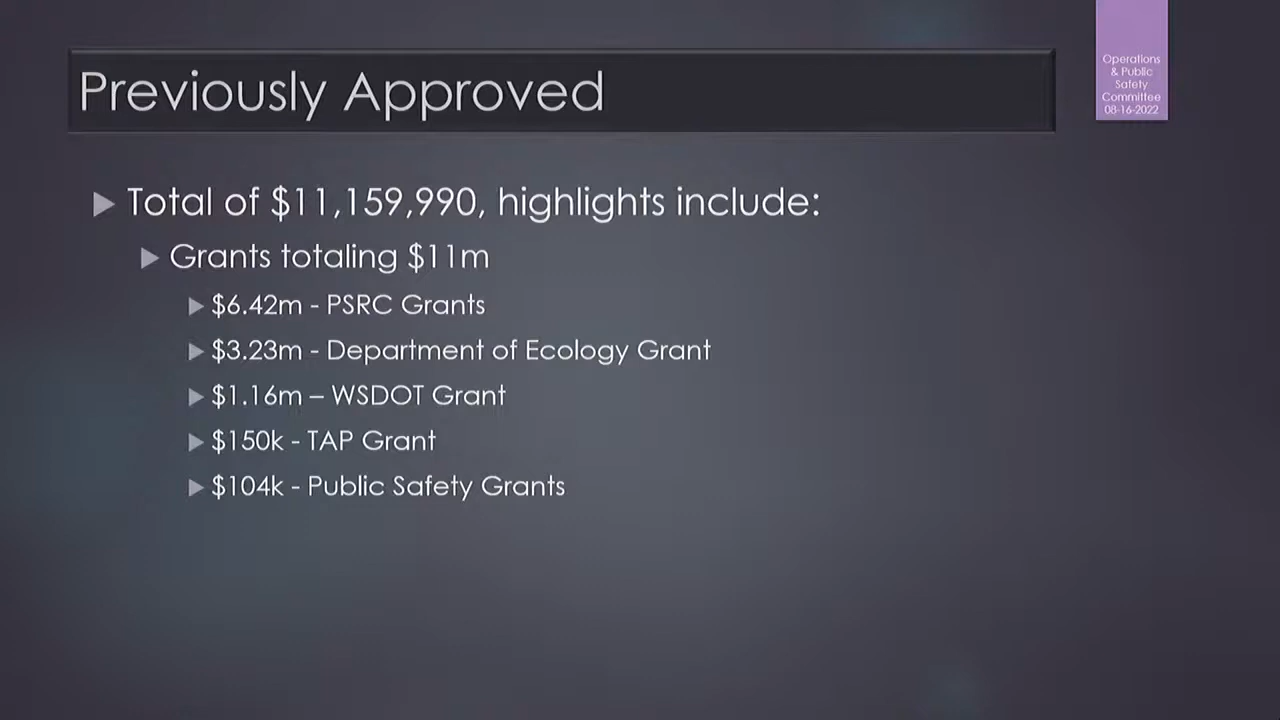 Previously Approved
Operations
& Public
Safety
Committee
08-16-2022
Total of $11,159,990, highlights include:
Grants totaling $11m
$6.42m - PSRC Grants
$3.23m - Department of Ecology Grant
$1.16m – WSDOT Grant
$150k - TAP Grant
$104k - Public Safety Grants